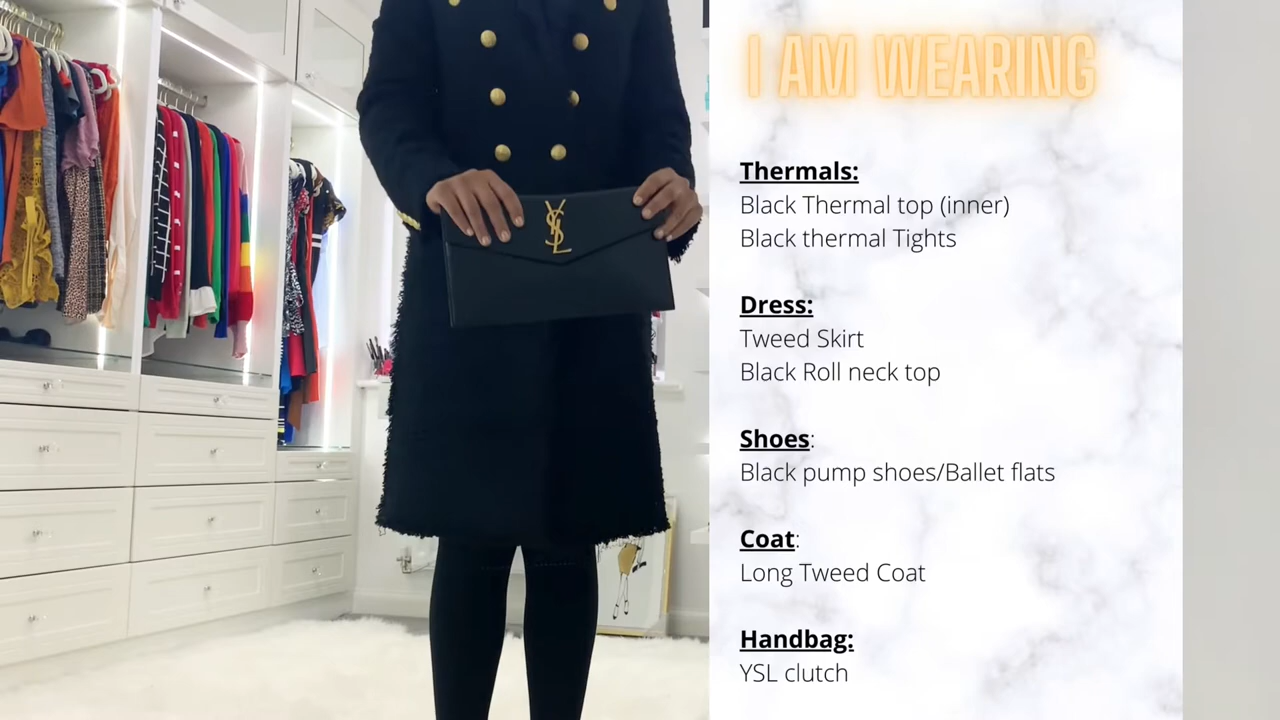 I AM WEARING
Thermals:
Black Thermal top (inner)
Black thermal Tights
Dress:
Tweed Skirt
Black Roll neck top
Shoes:
Black pump shoes/Ballet flats
Coat:
Long Tweed Coat
Handbag:
YSL clutch
YSL